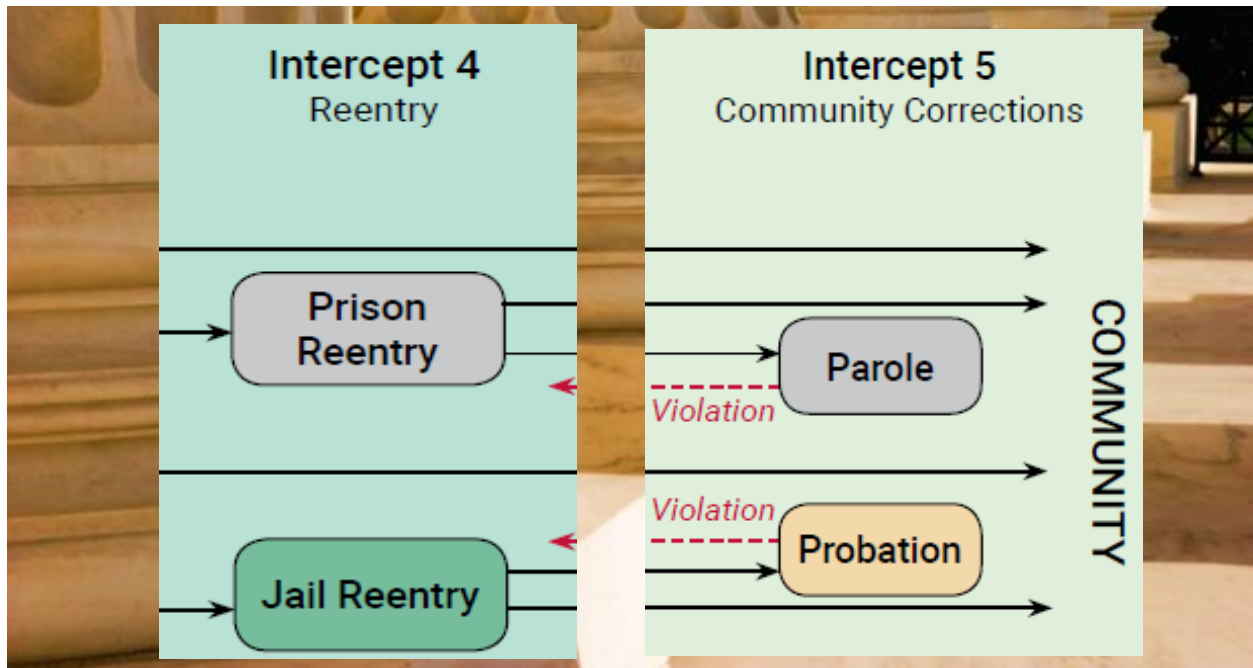 Intercept 4
Reentry
Prison
Reentry
Jail Reentry
Intercept 5
Community Corrections
Parole
Violation
Violation
Probation
COMMUNITY